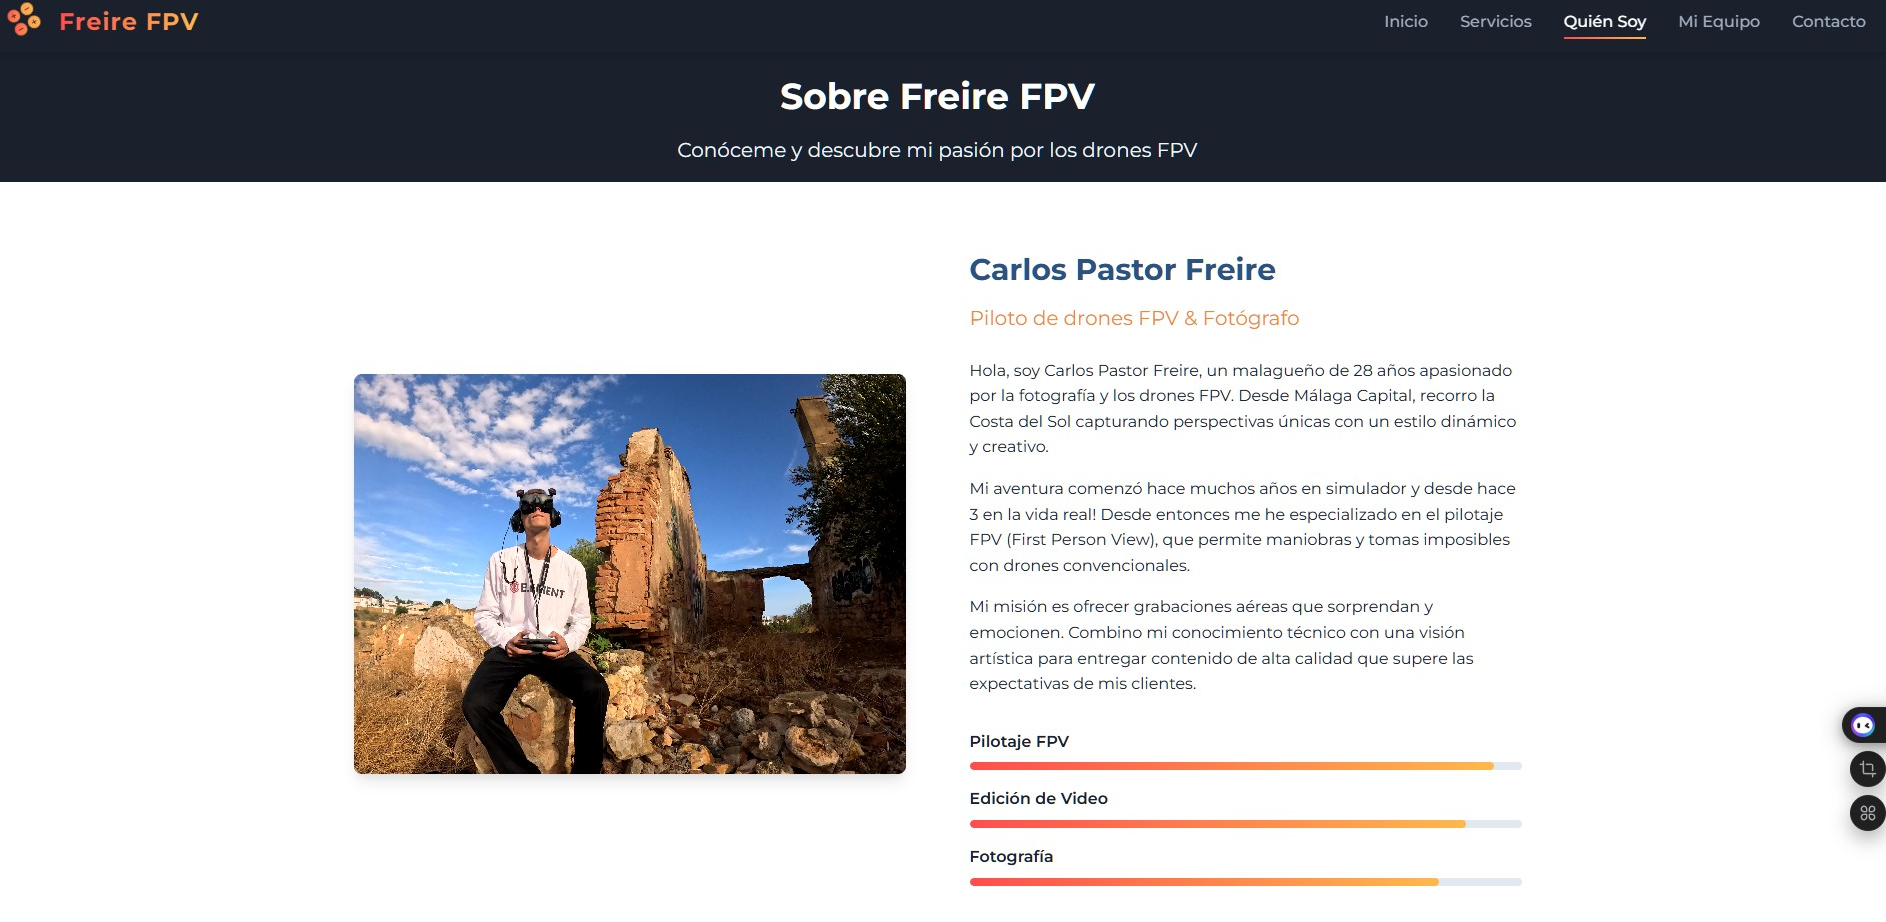 Freire FPV
Inicio
Servicios
Quién Soy
Mi Equipo
Contacto
Sobre Freire FPV
Conóceme y descubre mi pasión por los drones FPV
Carlos Pastor Freire
Piloto de drones FPV & Fotógrafo
Hola, soy Carlos Pastor Freire, un malagueño de 28 años apasionado
por la fotografía y los drones FPV. Desde Málaga Capital, recorro la
Costa del Sol capturando perspectivas únicas con un estilo dinámico
y creativo.
Mi aventura comenzó hace muchos años en simulador y desde hace
3 en la vida real! Desde entonces me he especializado en el pilotaje
FPV (First Person View), que permite maniobras y tomas imposibles
con drones convencionales.
Mi misión es ofrecer grabaciones aéreas que sorprendan y
emocionen. Combino mi conocimiento técnico con una visión
artística para entregar contenido de alta calidad que supere las
expectativas de mis clientes.
Pilotaje FPV
Edición de Video
Fotografía